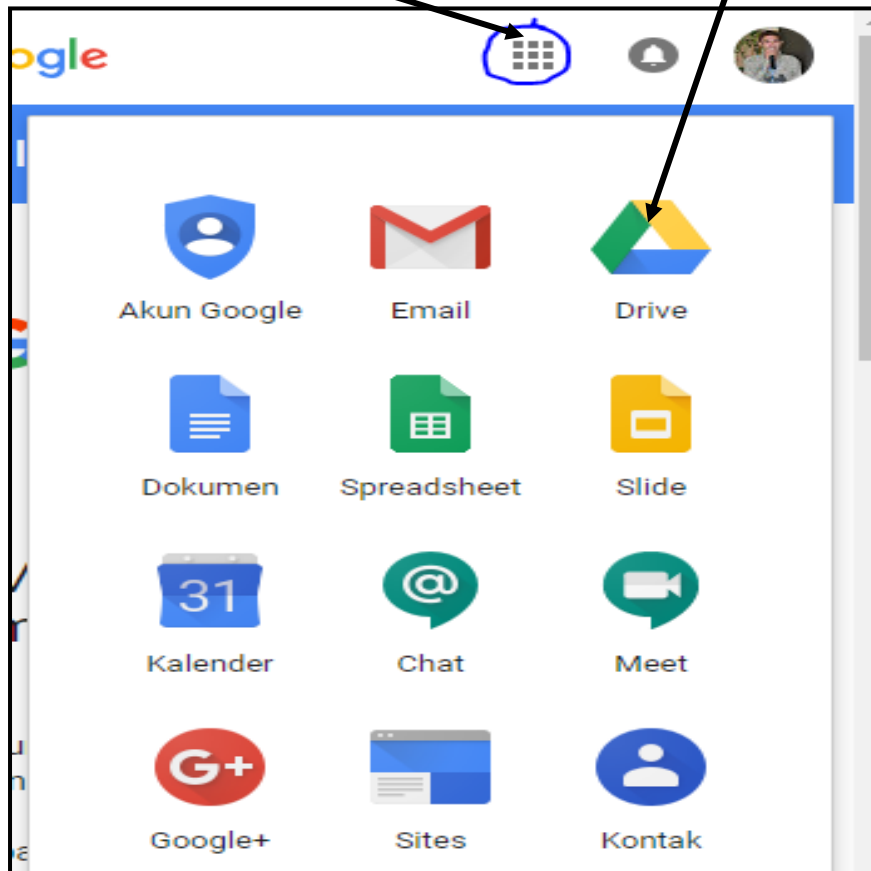 ogle
Akun Google Email Drive
Dokumen Spreadsheet Slide
31
Kalender Chat Meet
G+
Google+ Sites Kontak